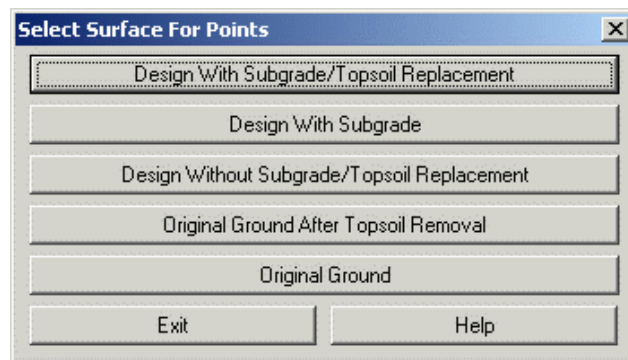 Select Surface For Points
Design With Subgrade/Topsoil Replacement
Design With Subgrade
Design Without Subgrade/Topsoil Replacement
Original Ground After Topsoil Removal
Original Ground
Exit Help